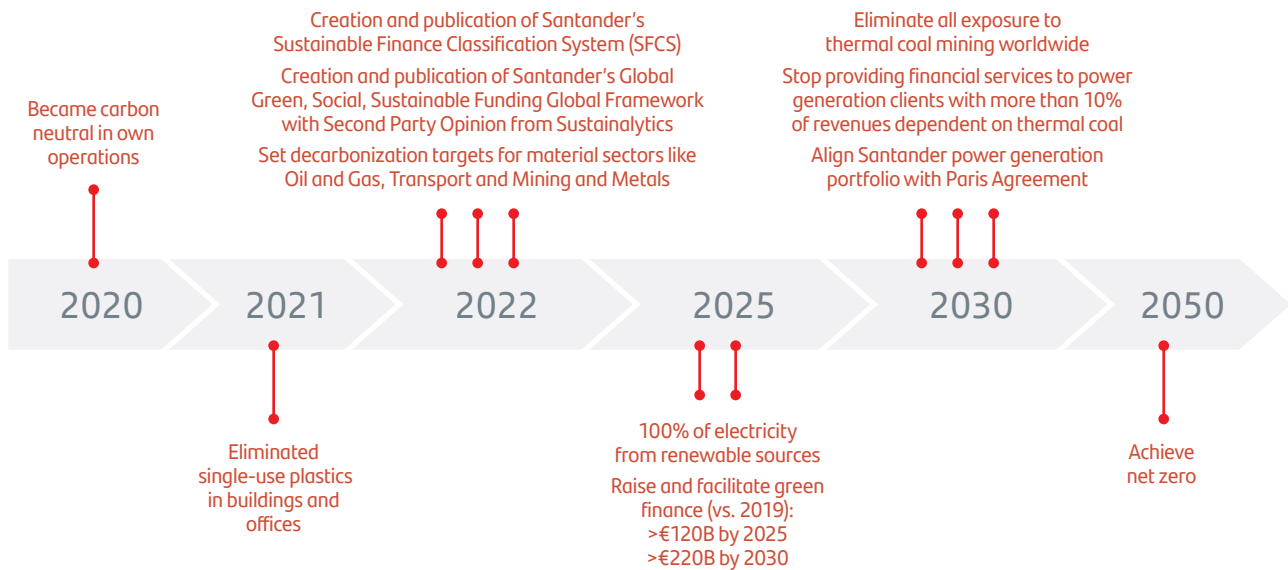 Became carbon
neutral in own
operations
Creation and publication of Santander's
Sustainable Finance Classification System (SFCS)
Creation and publication of Santander's Global
Green, Social, Sustainable Funding Global Framework
with Second Party Opinion from Sustainalytics
Set decarbonization targets for material sectors like
Oil and Gas, Transport and Mining and Metals
Eliminate all exposure to
thermal coal mining worldwide
Stop providing financial services to power
generation clients with more than 10%
of revenues dependent on thermal coal
Align Santander power generation
portfolio with Paris Agreement
2020
2021
2022
2025
2030
2050
Eliminated
single-use plastics
in buildings and
offices
100% of electricity
from renewable sources
Raise and facilitate green
finance (vs. 2019):
>€120B by 2025
>€220B by 2030
Achieve
net zero